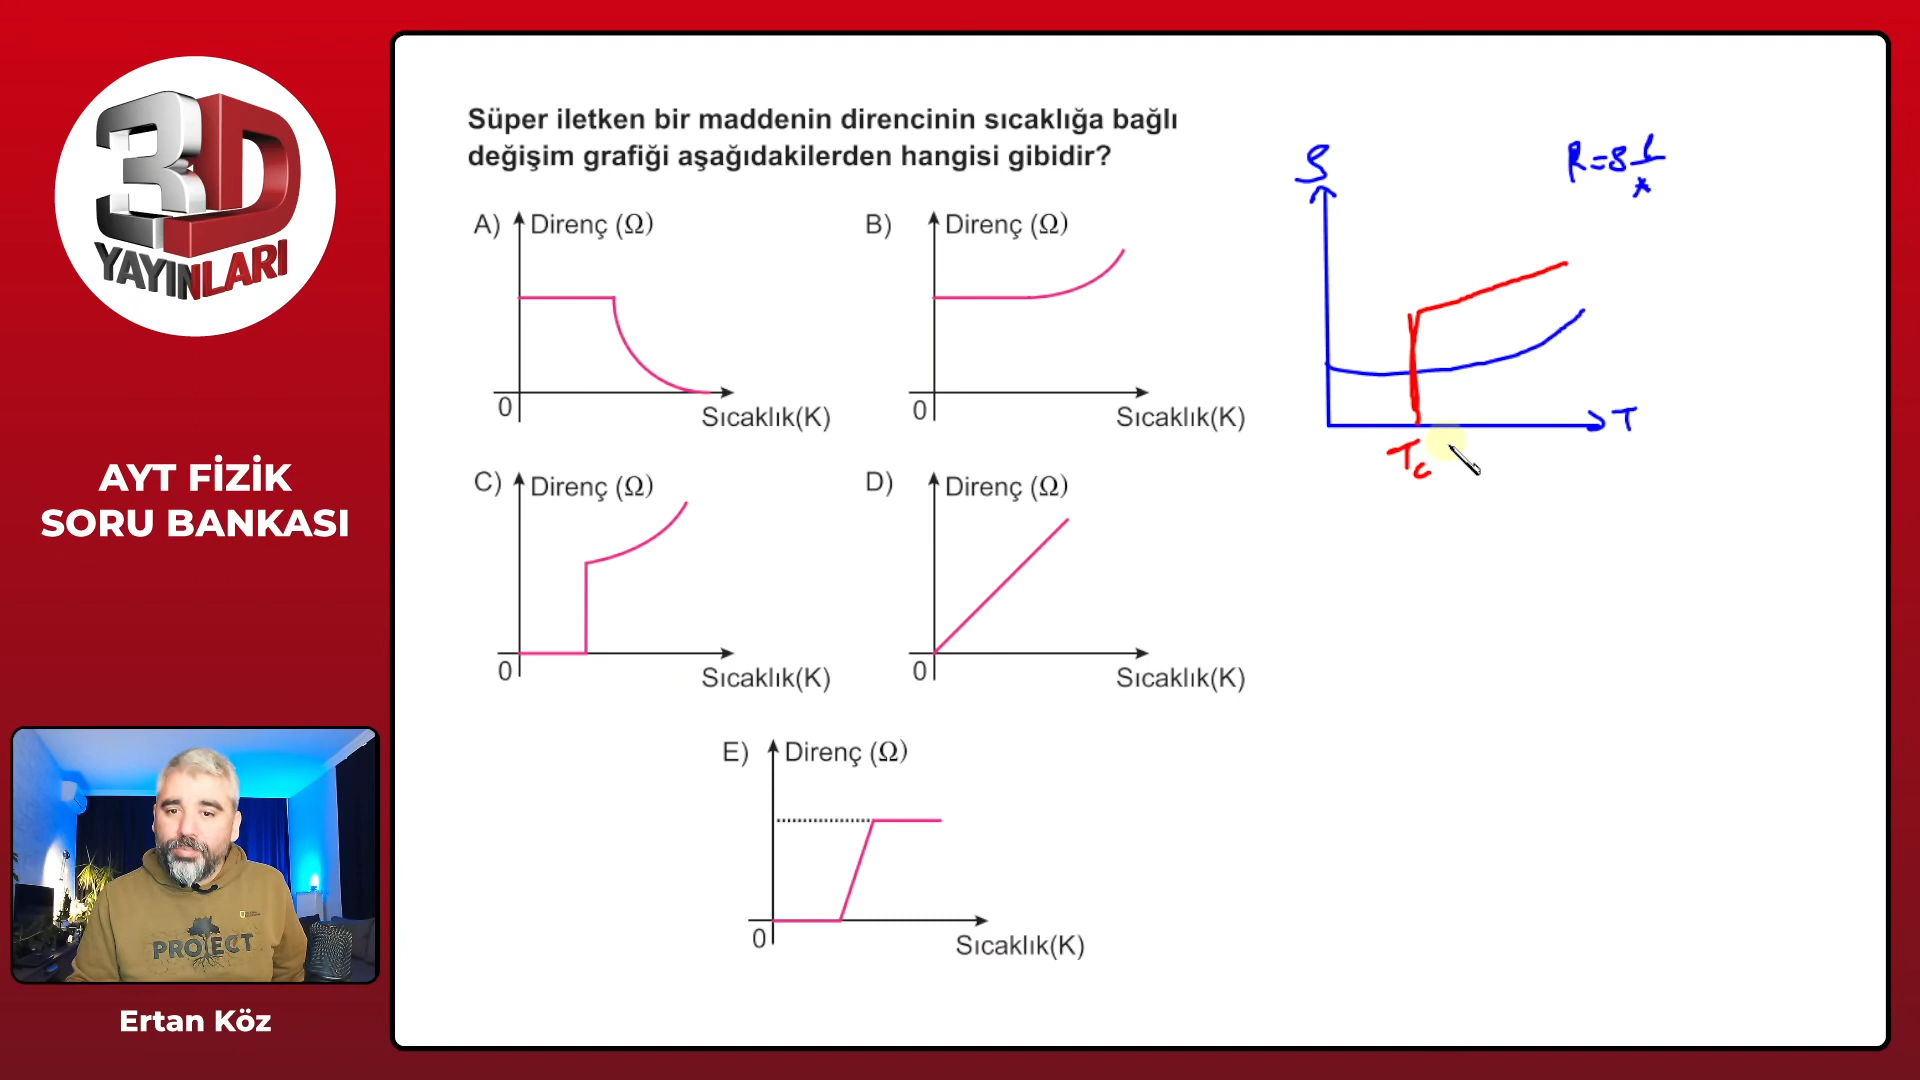 3D
YAYINLARI
AYT FİZİK
SORU BANKASI
PROJECT
Ertan Köz
Süper iletken bir maddenin direncinin sıcaklığa bağlı
değişim grafiği aşağıdakilerden hangisi gibidir?
A) Direnç (Ω)
0
Sıcaklık(K)
B) Direnç (Ω)
0
Sıcaklık(K)
C) Direnç (Ω)
0
Sıcaklık(K)
D) Direnç (Ω)
0
Sıcaklık(K)
E) Direnç (Ω)
0
Sıcaklık(K)
T
Tc